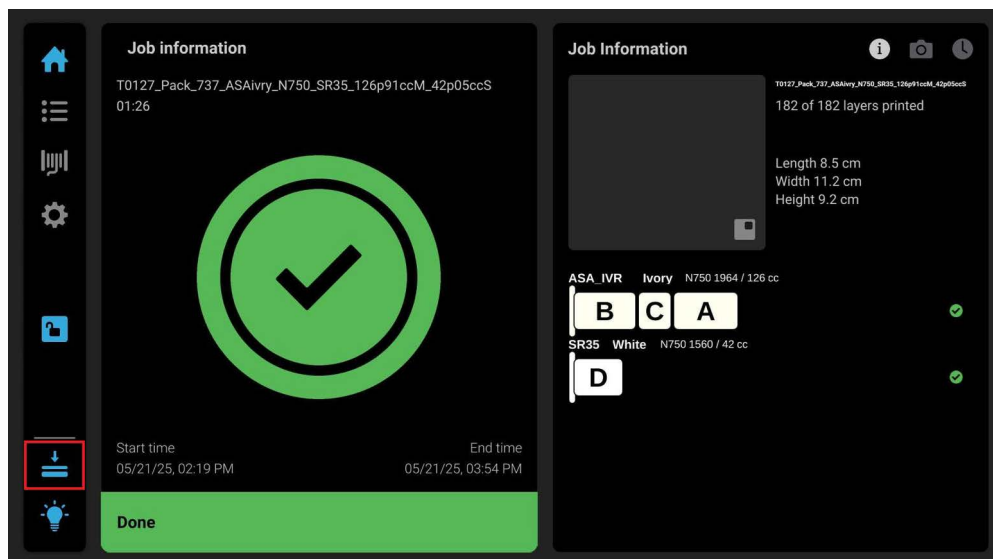 Job information
T0127_Pack_737_ASAivry_N750_SR35_126p91ccM_42p05ccS
01:26
Start time
05/21/25, 02:19 PM
End time
05/21/25, 03:54 PM
Done
Job Information
i
T0127_Pack_737_ASAivry_N750_SR35_126p91ccM_42p05ccS
182 of 182 layers printed
Length 8.5 cm
Width 11.2 cm
Height 9.2 cm
ASA_IVR Ivory N750 1964 / 126 cc
B C A
SR35 White N750 1560 / 42 cc
D